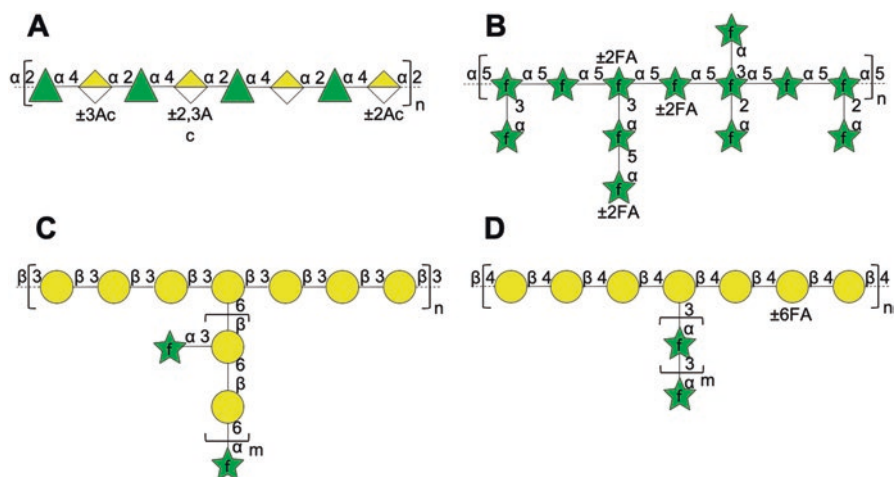 A
α 2 α 4 α 2 α 4 α 2 α 4 α 2 α 4 α 2
n
±3Ac
±2,3A
c
±2Ac
B
f
α
±2FA
3
α 5 f α 5 f α 5 f α 5 f α 5 f α 5 f α 5 f α 5
n
±2FA
3 3 2 2
f α f α f α f α
5
α
f
±2FA
C
β 3 β 3 β 3 β 3 β 3 β 3 β 3 β 3
n
6
β
f α 3
6
β
6
α m
f
D
β 4 β 4 β 4 β 4 β 4 β 4 β 4 β 4
n
±6FA
3
α
f
3
α m
f